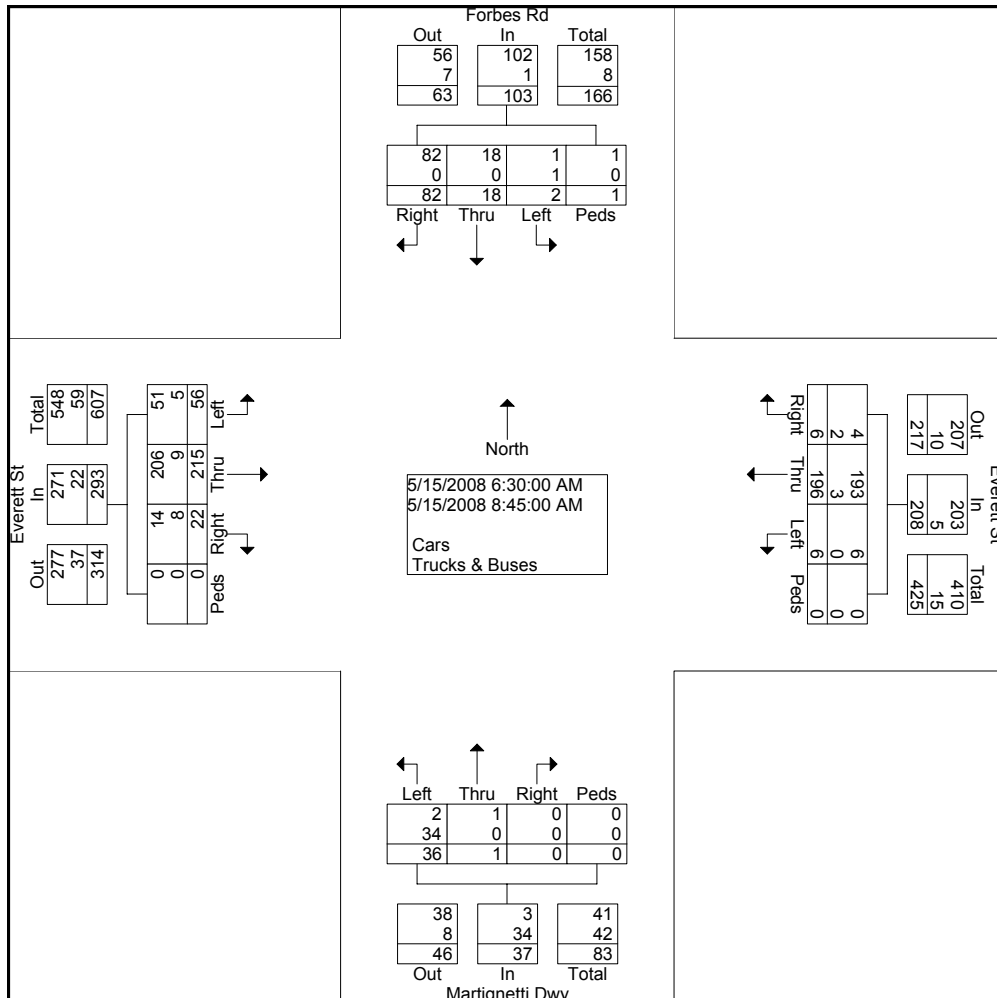 Forbes Rd
Out In Total
56 102 158
7 1 8
63 103 166
82 18 1 1
0 0 1 0
82 18 2 1
Right Thru Left Peds
Everett St
Total In Out
548 271 277
59 22 37
607 293 314
51 206 14 0
5 9 8 0
56 215 22 0
Left Thru Right Peds
North
5/15/2008 6:30:00 AM
5/15/2008 8:45:00 AM
Cars
Trucks & Buses
Right Thru Left Peds
6 196 6 0
2 3 0 0
4 193 6 0
Out In Total
207 203 410
10 5 15
217 208 425
Everett St
Left Thru Right Peds
2 1 0 0
34 0 0 0
36 1 0 0
38 3 41
8 34 42
46 37 83
Out In Total
Martignetti Dwy